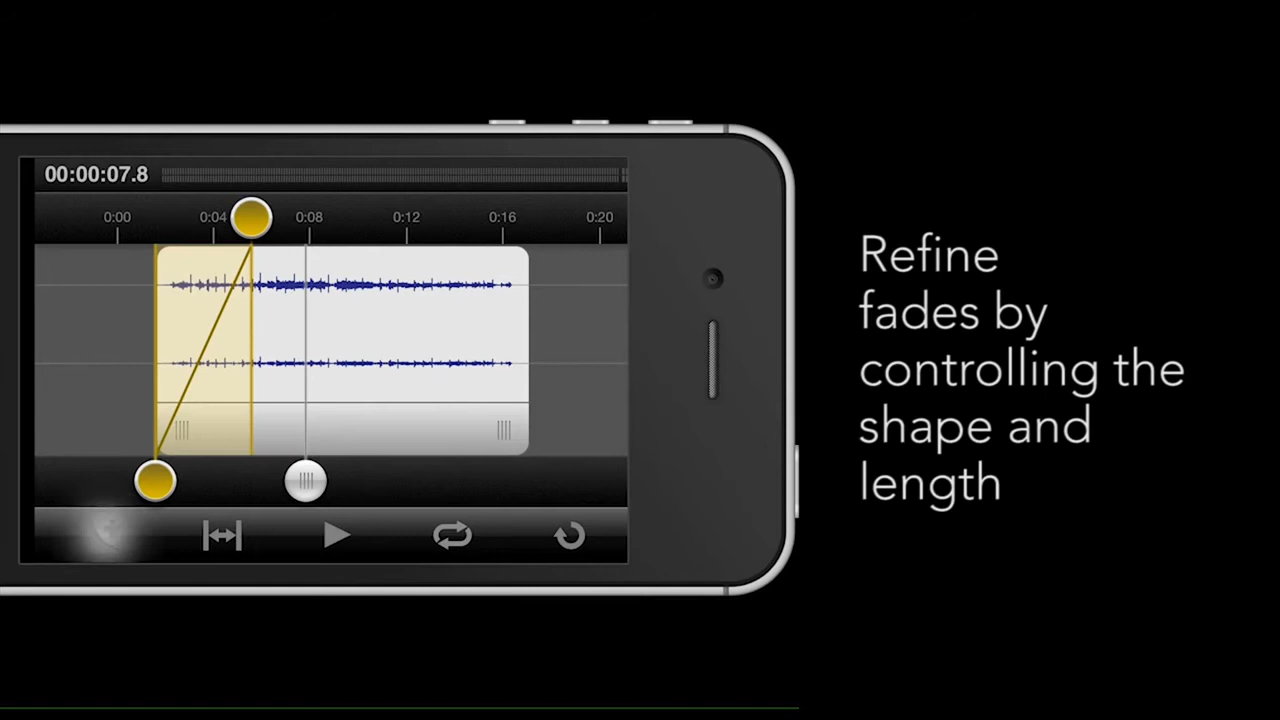 00:00:07.8
0:00 0:04 0:08 0:12 0:16 0:20
Refine
fades by
controlling the
shape and
length